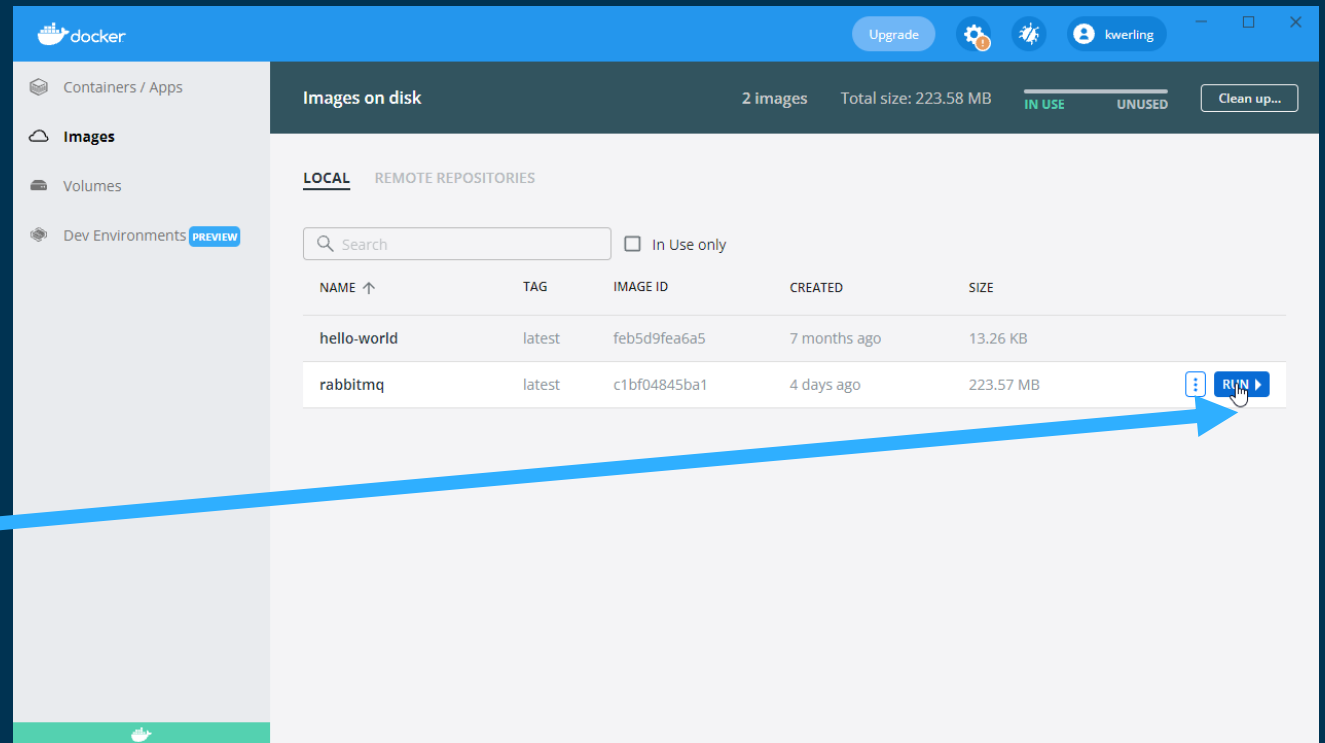 docker
Upgrade
kwerling
Containers / Apps
Images
Volumes
Dev Environments PREVIEW
Images on disk 2 images Total size: 223.58 MB IN USE UNUSED Clean up...
LOCAL REMOTE REPOSITORIES
Search In Use only
NAME TAG IMAGE ID CREATED SIZE
hello-world latest feb5d9fea6a5 7 months ago 13.26 KB
rabbitmq latest c1bf04845ba1 4 days ago 223.57 MB RUN